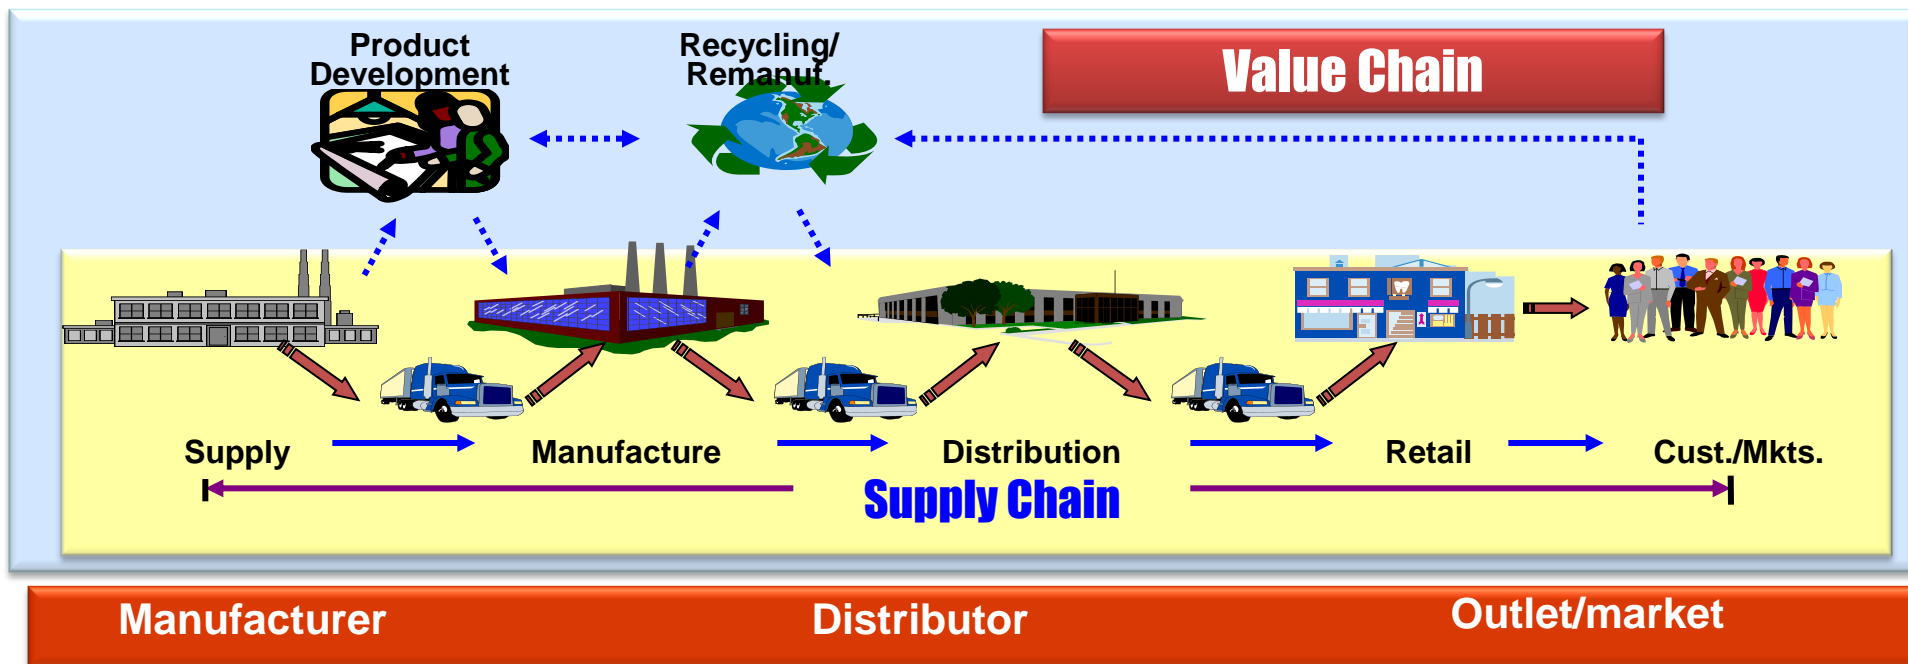 Product
Development
Recycling/
Remanuf.
Value Chain
Supply
Manufacture
Distribution
Retail
Cust./Mkts.
Supply Chain
Manufacturer
Distributor
Outlet/market